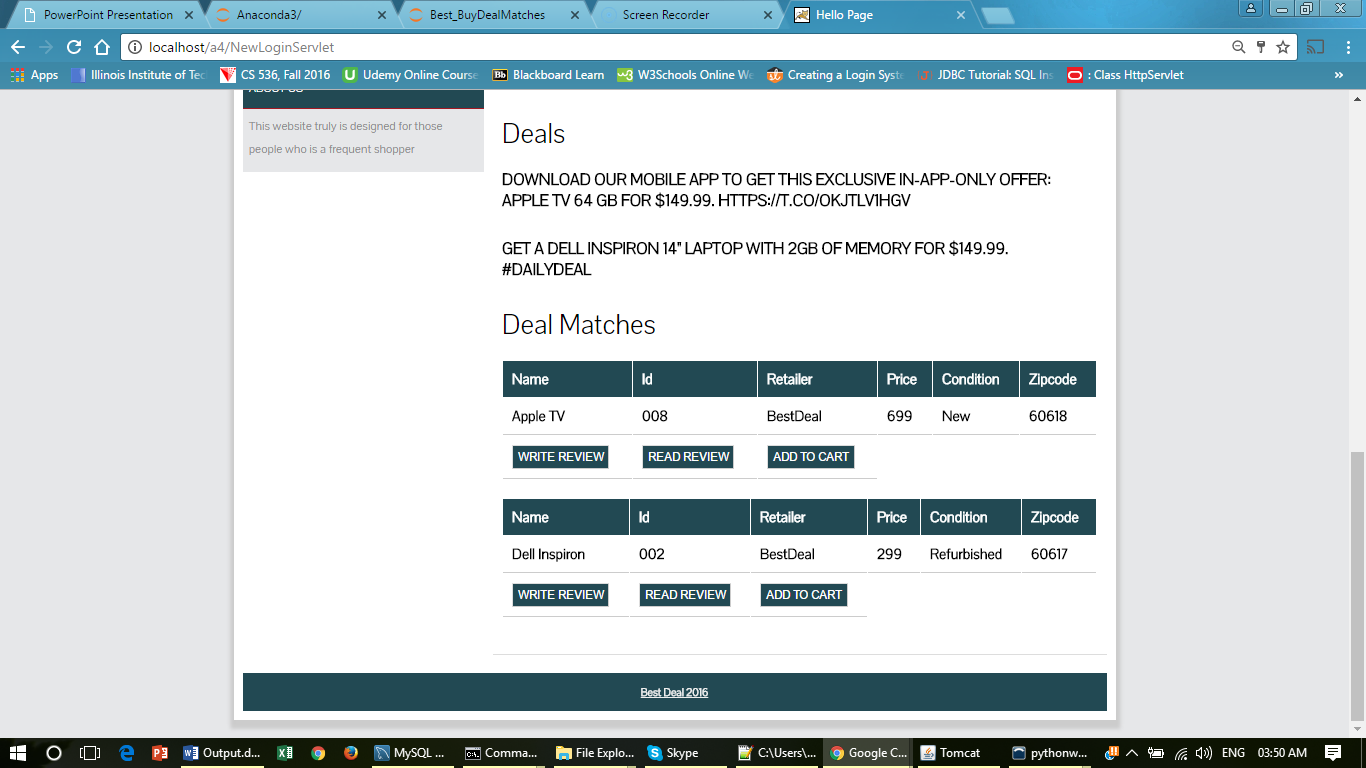 PowerPoint Presentation
Anaconda3/
Best_BuyDealMatches
Screen Recorder
Hello Page
localhost/a4/NewLoginServlet
Apps
Illinois Institute of Tec
CS 536, Fall 2016
Udemy Online Course
Blackboard Learn
W3Schools Online We
Creating a Login Syste
JDBC Tutorial: SQL Ins
: Class HttpServlet
This website truly is designed for those
people who is a frequent shopper
Deals
DOWNLOAD OUR MOBILE APP TO GET THIS EXCLUSIVE IN-APP-ONLY OFFER:
APPLE TV 64 GB FOR $149.99. HTTPS://T.CO/OKJTLV1HGV
GET A DELL INSPIRON 14" LAPTOP WITH 2GB OF MEMORY FOR $149.99.
#DAILYDEAL
Deal Matches
Name Id Retailer Price Condition Zipcode
Apple TV 008 BestDeal 699 New 60618
WRITE REVIEW READ REVIEW ADD TO CART
Name Id Retailer Price Condition Zipcode
Dell Inspiron 002 BestDeal 299 Refurbished 60617
WRITE REVIEW READ REVIEW ADD TO CART
Best Deal 2016
Output.d...
MySQL ...
Comma...
File Explo...
Skype
C:\Users\...
Google C...
Tomcat
pythonw...
ENG
03:50 AM